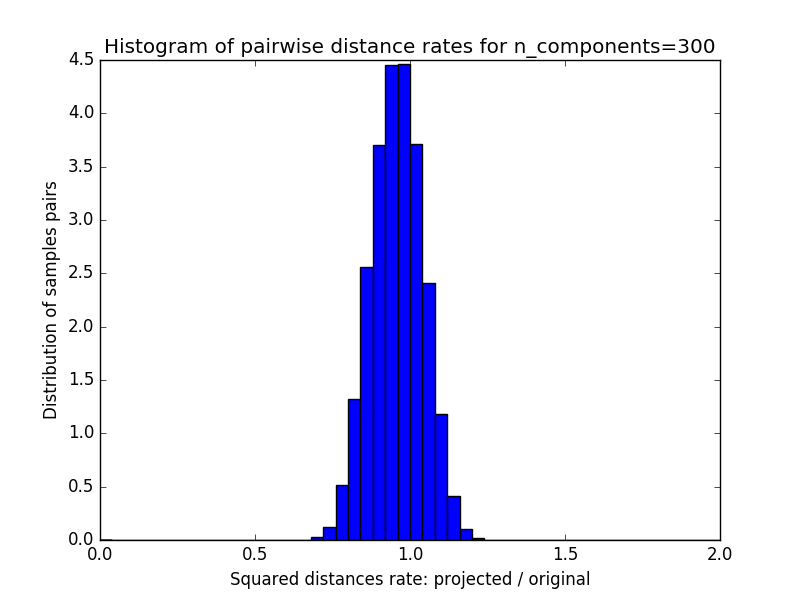 Histogram of pairwise distance rates for n_components=300
4.5
4.0
3.5
3.0
2.5
2.0
1.5
1.0
0.5
0.0
Distribution of samples pairs
0.0 0.5 1.0 1.5 2.0
Squared distances rate: projected / original